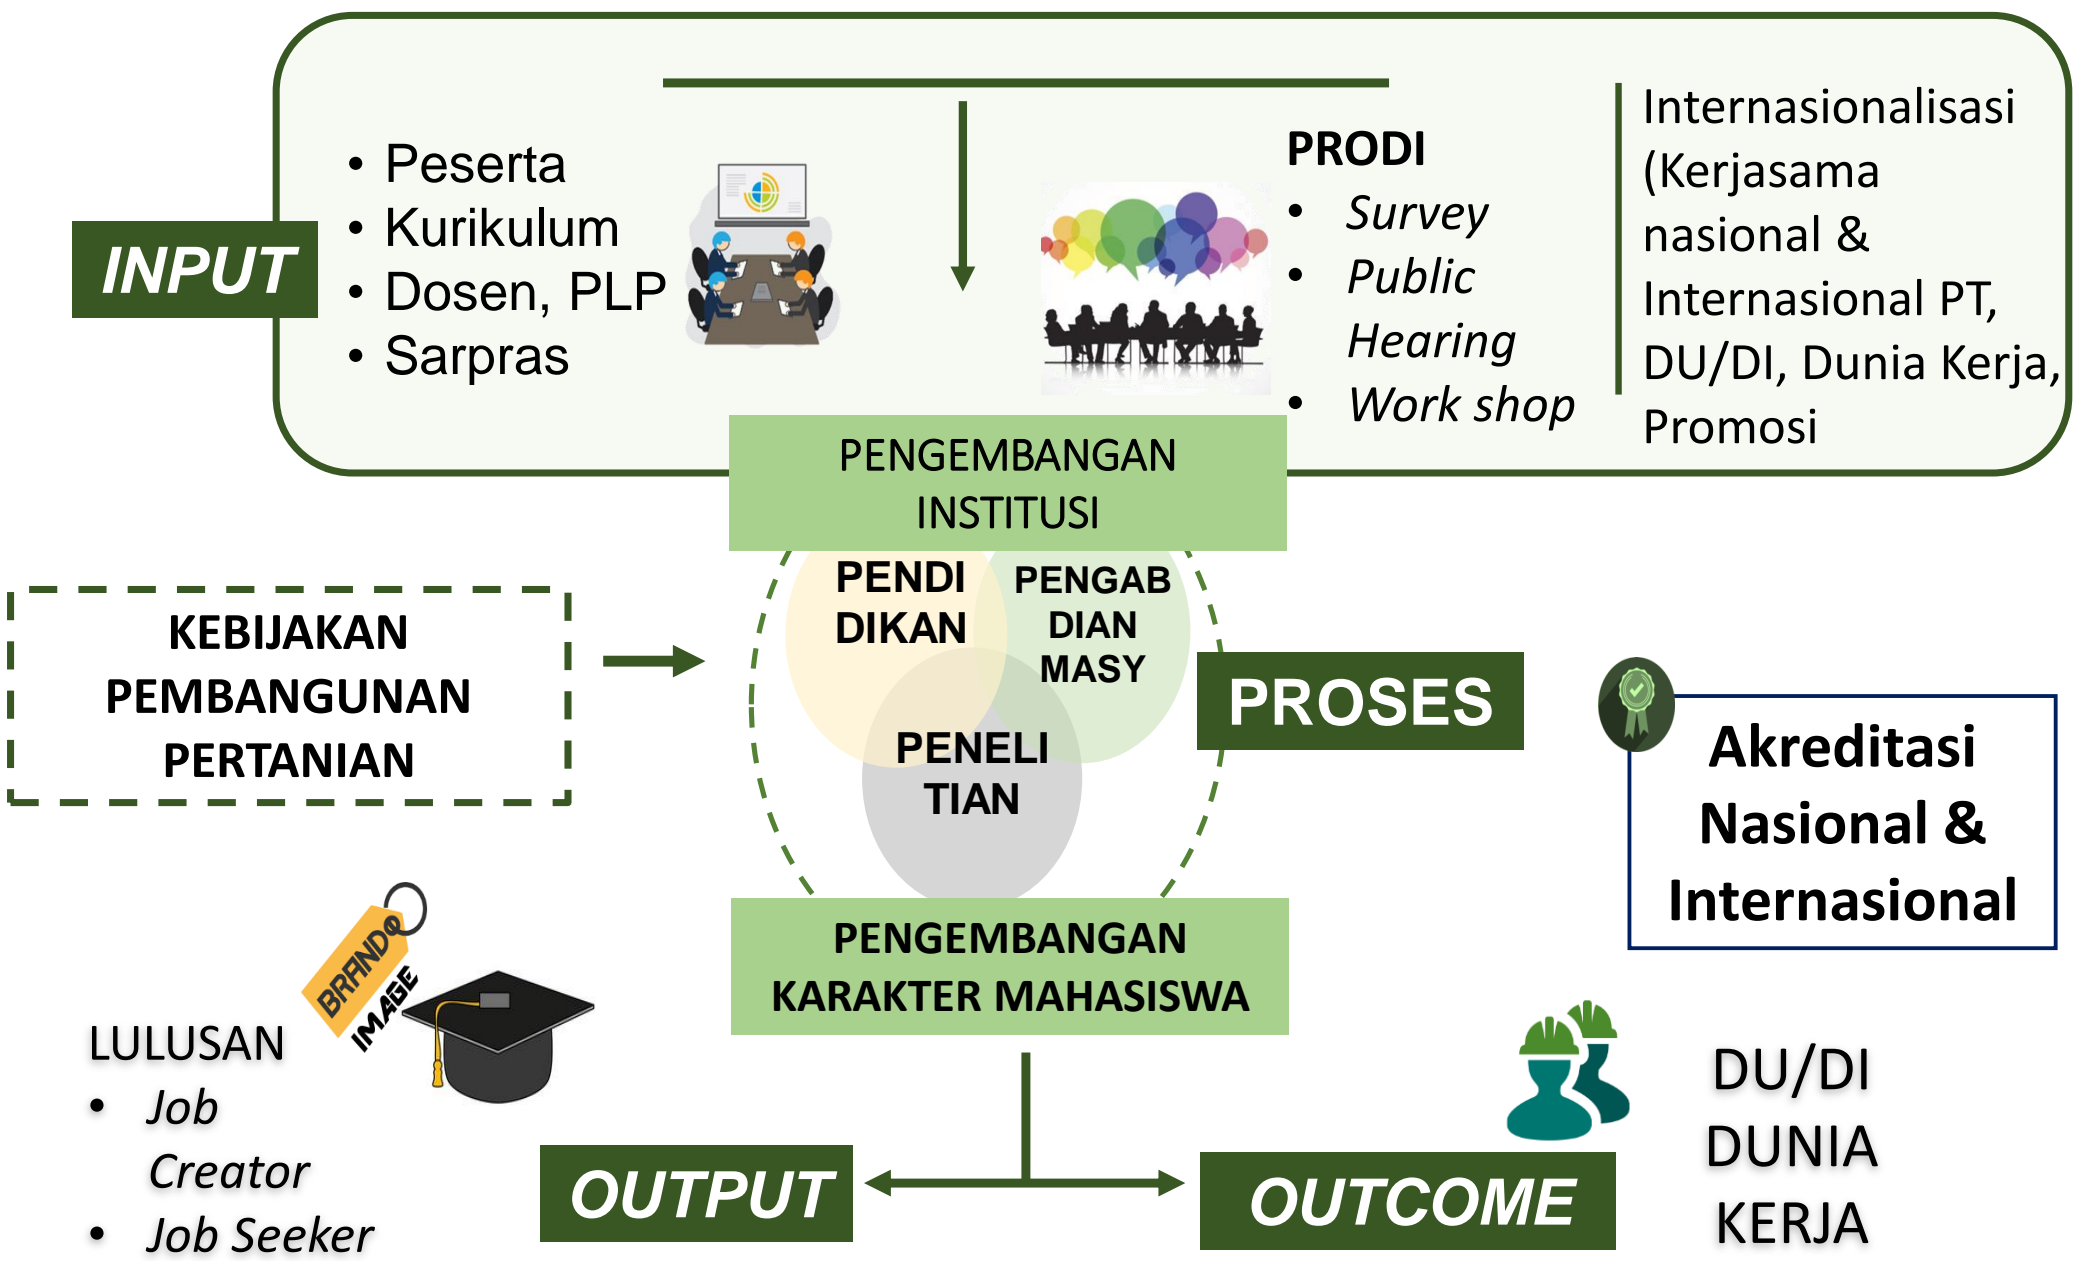 INPUT
• Peserta
• Kurikulum
• Dosen, PLP
• Sarpras
PRODI
• Survey
• Public
Hearing
• Work shop
Internasionalisasi
(Kerjasama
nasional &
Internasional PT,
DU/DI, Dunia Kerja,
Promosi
PENGEMBANGAN
INSTITUSI
KEBIJAKAN
PEMBANGUNAN
PERTANIAN
PENDI
DIKAN
PENGAB
DIAN
MASY
PENELI
TIAN
PROSES
Akreditasi
Nasional &
Internasional
PENGEMBANGAN
KARAKTER MAHASISWA
BRAND
IMAGE
LULUSAN
• Job
Creator
• Job Seeker
OUTPUT
OUTCOME
DU/DI
DUNIA
KERJA